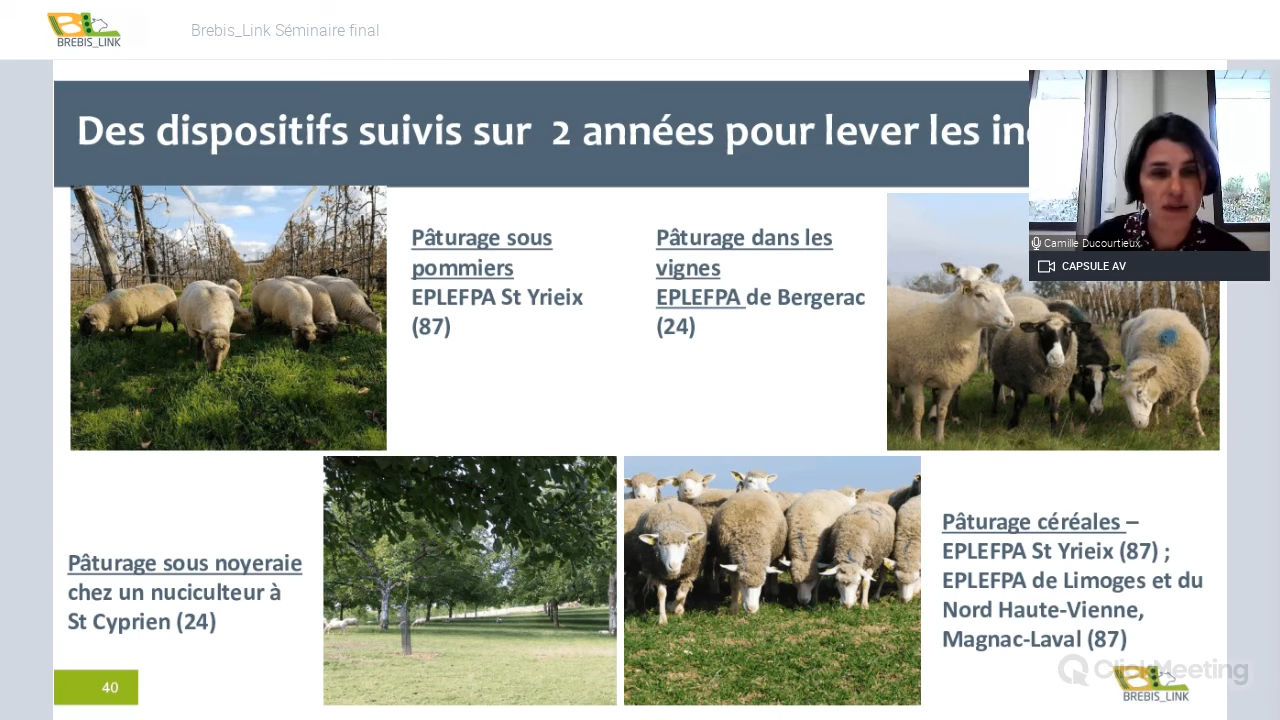 BREBIS_LINK
Brebis_Link Séminaire final
Des dispositifs suivis sur 2 années pour lever les
Camille Ducourtieux
CAPSULE AV
Pâturage sous
pommiers
EPLEFPA St Yrieix
(87)
Pâturage dans les
vignes
EPLEFPA de Bergerac
(24)
Pâturage sous noyeraie
chez un nuciculteur à
St Cyprien (24)
Pâturage céréales –
EPLEFPA St Yrieix (87) ;
EPLEFPA de Limoges et du
Nord Haute-Vienne,
Magnac-Laval (87)
40
ClickMeeting
BREBIS_LINK